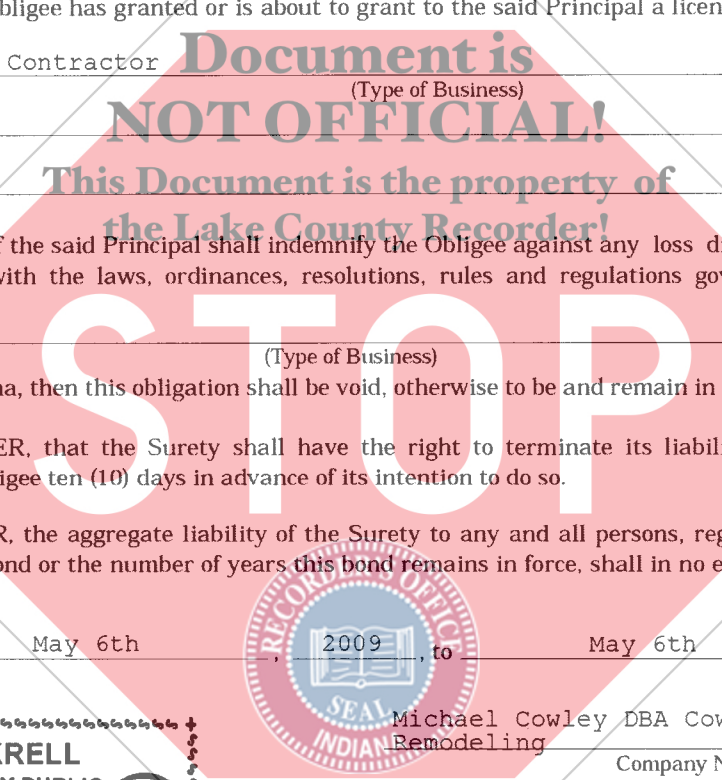 bligee has granted or is about to grant to the said Principal a licen
Contractor
(Type of Business)
Document is
NOT OFFICIAL!
This Document is the property of
the Lake County Recorder!
f the said Principal shall indemnify the Obligee against any loss d
with the laws, ordinances, resolutions, rules and regulations gov
STOP
(Type of Business)
na, then this obligation shall be void, otherwise to be and remain in
ER, that the Surety shall have the right to terminate its liabili
igee ten (10) days in advance of its intention to do so.
R, the aggregate liability of the Surety to any and all persons, reg
ond or the number of years this bond remains in force, shall in no e
May 6th, 2009, to May 6th
RECORDER'S OFFICE
SEAL
INDIAN
Michael Cowley DBA Cow
Remodeling
Company N
RELL